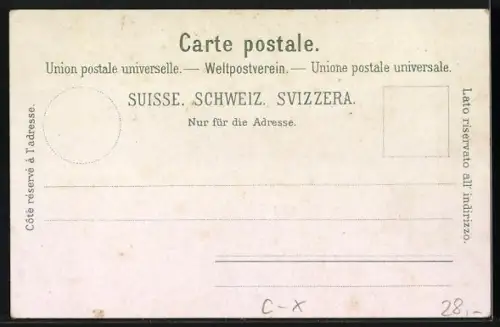 Carte postale.
Union postale universelle. — Weltpostverein. — Unione postale universale.
SUISSE. SCHWEIZ. SVIZZERA.
Nur für die Adresse.
Côté réservé à l'adresse.
Lato riservato all' indirizzo.
C-X
28,-